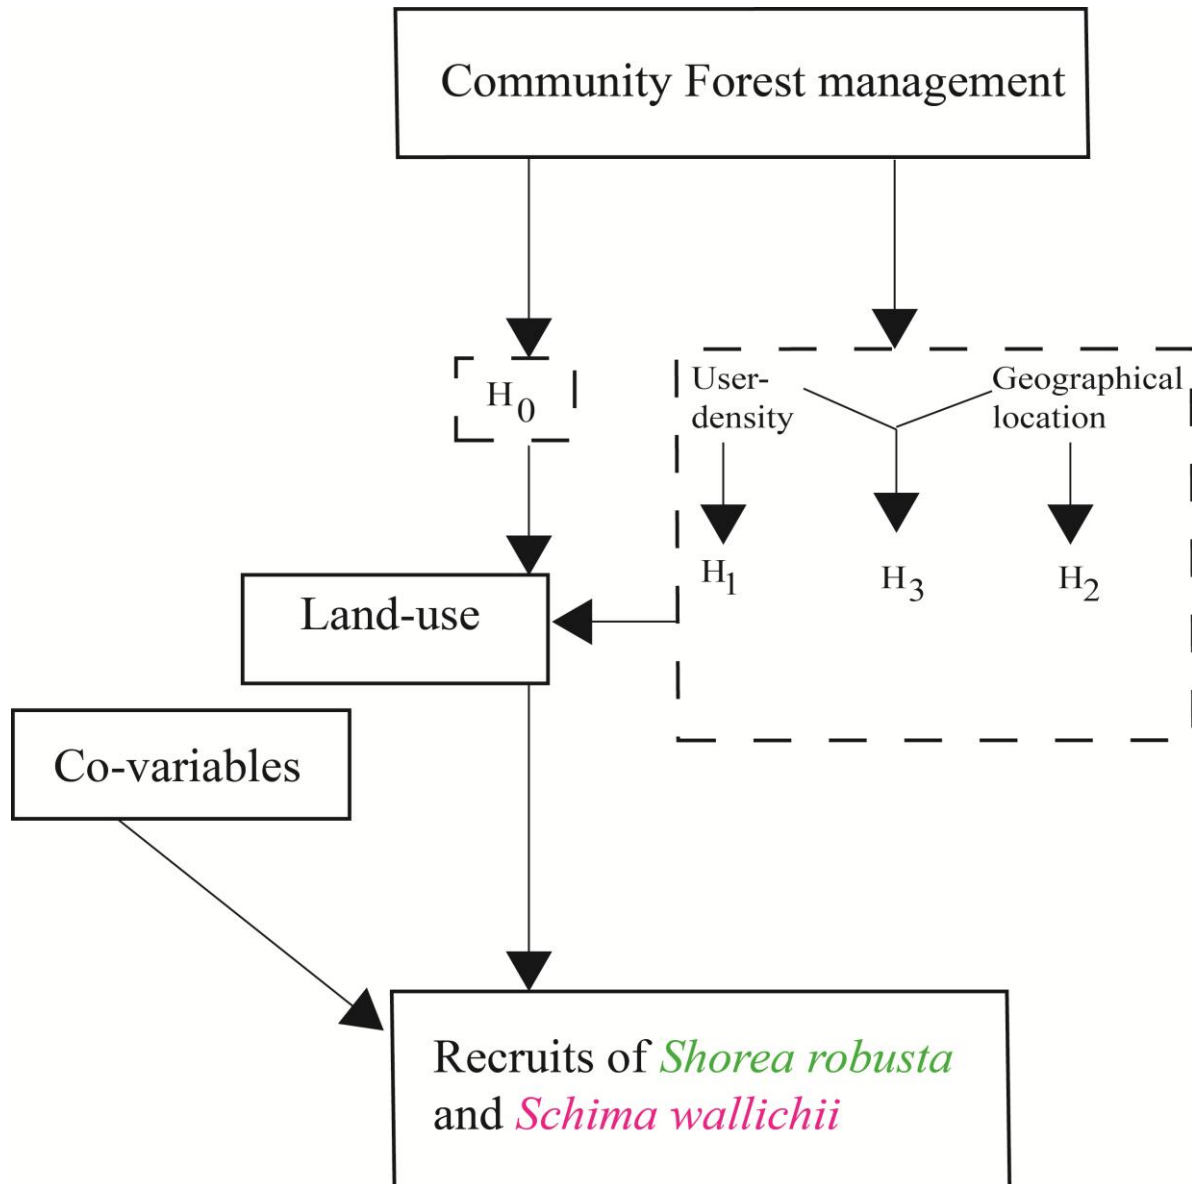 Community Forest management
H0
User-
density
Geographical
location
H1
H3
H2
Land-use
Co-variables
Recruits of Shorea robusta
and Schima wallichii